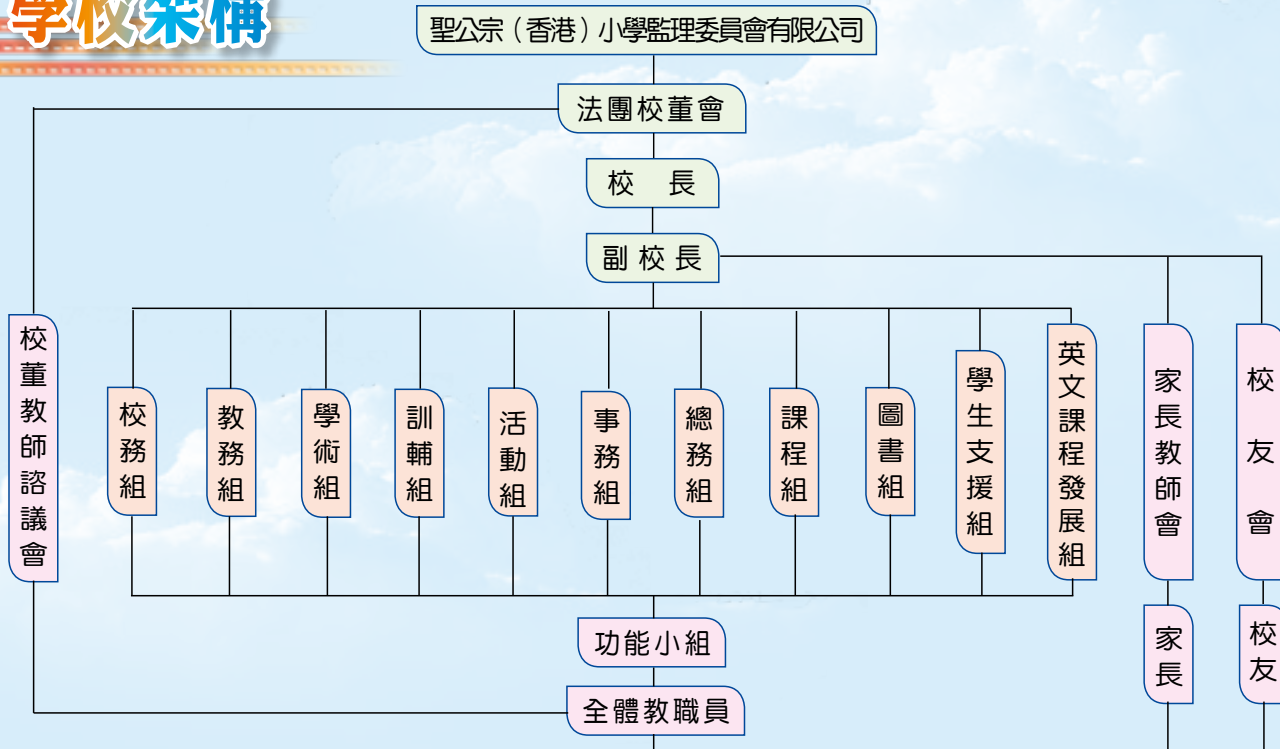 學校架構
聖公宗（香港）小學監理委員會有限公司
法團校董會
校 長
副校長
校董教師諮議會
校務組
教務組
學術組
訓輔組
活動組
事務組
總務組
課程組
圖書組
學生支援組
英文課程發展組
家長教師會
校友會
功能小組
家長
校友
全體教職員